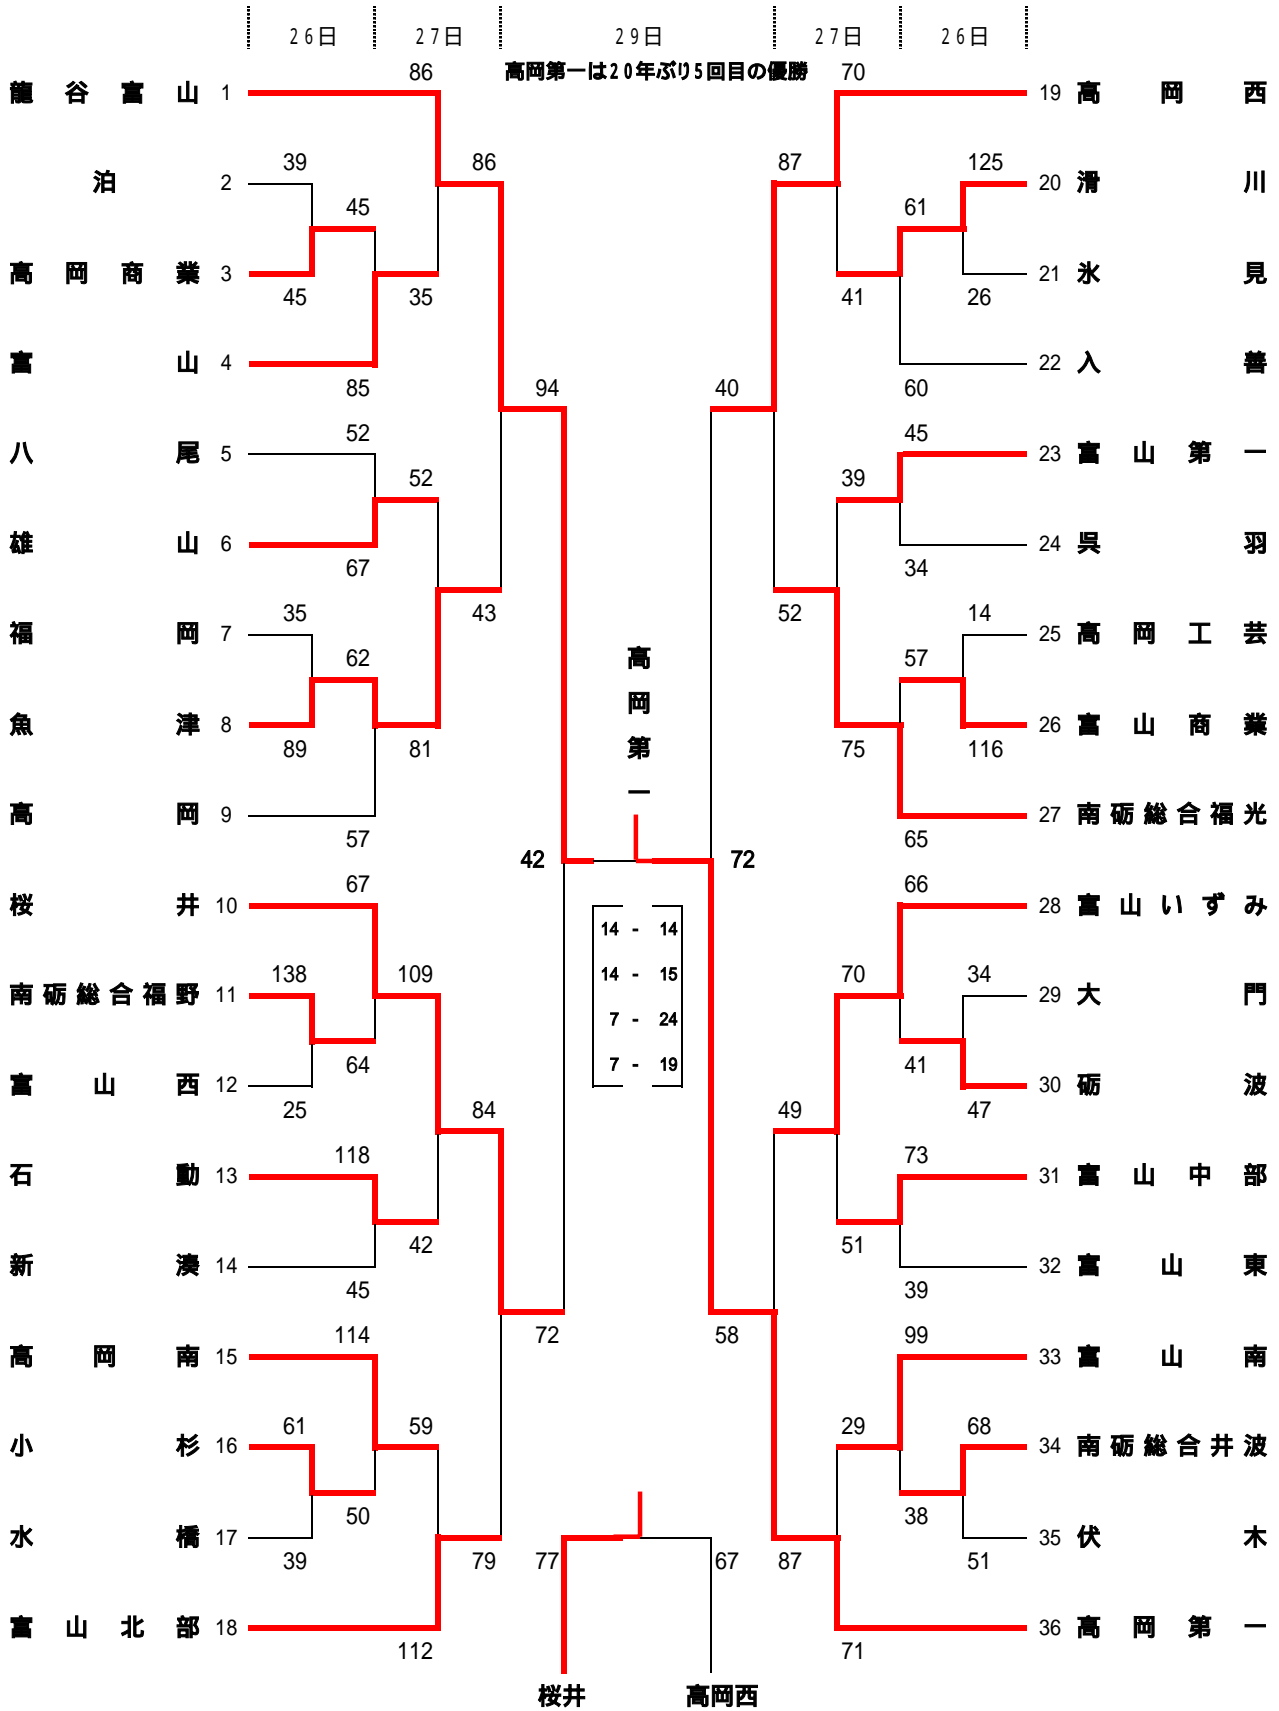 26日 27日 29日 27日 26日
高岡第一は20年ぶり5回目の優勝
86 70
龍谷富山 1 19 高岡西
39 86 87 125
泊 2 20 滑川
45 61
高岡商業 3 21 氷見
45 35 41 26
富山 4 22 入善
85 94 40 60
52 45
八尾 5 23 富山第一
52 39
雄山 6 24 呉羽
67 34
35 43 52 14
福岡 7 25 高岡工芸
62 57
高岡第一
魚津 8 26 富山商業
89 81 75 116
高岡 9 27 南砺総合福光
57 65
42 72
67 66
桜井 10 28 富山いずみ
14 - 14
138 109 70 34
14 - 15
南砺総合福野 11 29 大門
7 - 24
64 41
7 - 19
富山西 12 30 砺波
25 84 49 47
118 73
石動 13 31 富山中部
42 51
新湊 14 32 富山東
45 39
114 72 58 99
高岡南 15 33 富山南
61 59 29 68
小杉 16 34 南砺総合井波
50 38
水橋 17 35 伏木
39 79 77 67 87 51
富山北部 18 36 高岡第一
112 71
桜井 高岡西